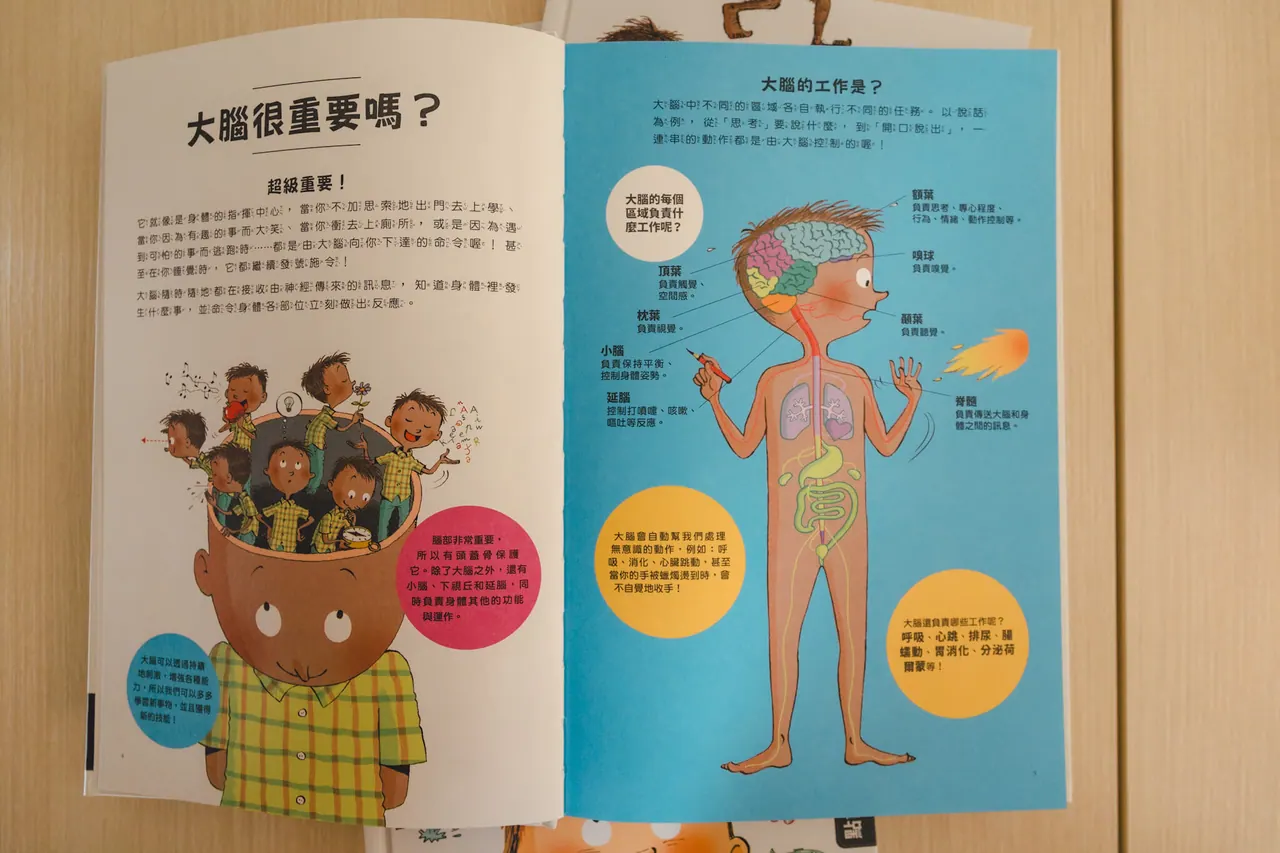 大腦很重要嗎？
超級重要！
它就像是身體的指揮中心，當你不加思索地出門去上學、
當你因為有趣的事而大笑、當你衝去上廁所，或是因為遇
到可怕的事而逃跑時……都是由大腦向你下達的命令喔！甚
至在你睡覺時，它都繼續發號施令！
大腦隨時隨地都在接收由神經傳來的訊息，知道身體裡發
生什麼事，並命令身體各部位立刻做出反應。
腦部非常重要，
所以有頭蓋骨保護
它。除了大腦之外，還有
小腦、下視丘和延腦，同
時負責身體其他的功能
與運作。
大腦可以透過持續
地刺激，增強各種能
力，所以我們可以多多
學習新事物，並且獲得
新的技能！
大腦的工作是？
大腦中不同的區域各自執行不同的任務。以說話
為例，從「思考」要說什麼，到「開口說出」，一
連串的動作都是由大腦控制的喔！
大腦的每個
區域負責什
麼工作呢？
額葉
負責思考、專心程度、
行為、情緒、動作控制等。
嗅球
負責嗅覺。
頂葉
負責觸覺、
空間感。
枕葉
負責視覺。
顳葉
負責聽覺。
小腦
負責保持平衡、
控制身體姿勢。
延腦
控制打噴嚏、咳嗽、
嘔吐等反應。
脊髓
負責傳送大腦和身
體之間的訊息。
大腦會自動幫我們處理
無意識的動作，例如：呼
吸、消化、心臟跳動，甚至
當你的手被蠟燭燙到時，會
不自覺地收手！
大腦還負責哪些工作呢？
呼吸、心跳、排尿、腸
蠕動、胃消化、分泌荷
爾蒙等！